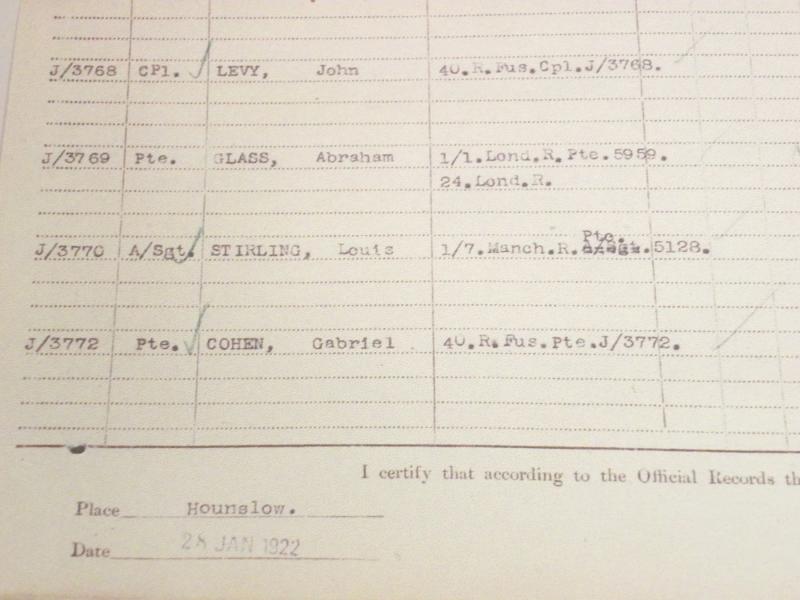 J/3768 CPl. LEVY, John 40.R.Fus.Cpl.J/3768.
J/3769 Pte. GLASS, Abraham 1/1.Lond.R.Pte.5959.
24.Lond.R.
Pte.
J/3770 A/Sgt. STIRLING, Louis 1/7.Manch.R.A/Sgt.5128.
J/3772 Pte. COHEN, Gabriel 40.R.Fus.Pte.J/3772.
I certify that according to the Official Records th
Place Hounslow.
Date 28 JAN 1922